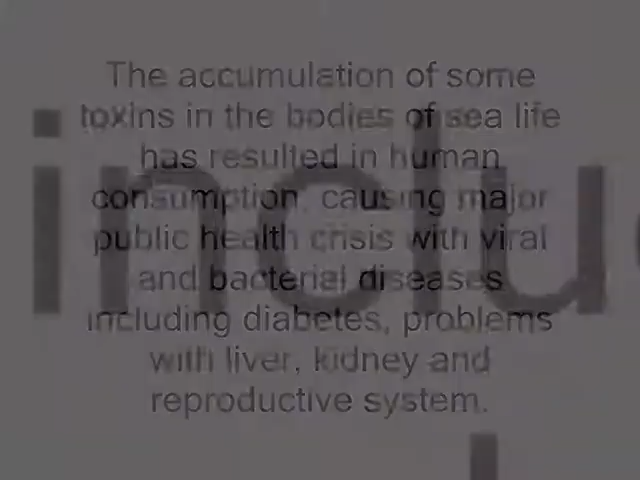 The accumulation of some
toxins in the bodies of sea life
has resulted in human
consumption, causing major
public health crisis with viral
and bacterial diseases
including diabetes, problems
with liver, kidney and
reproductive system.
inclu